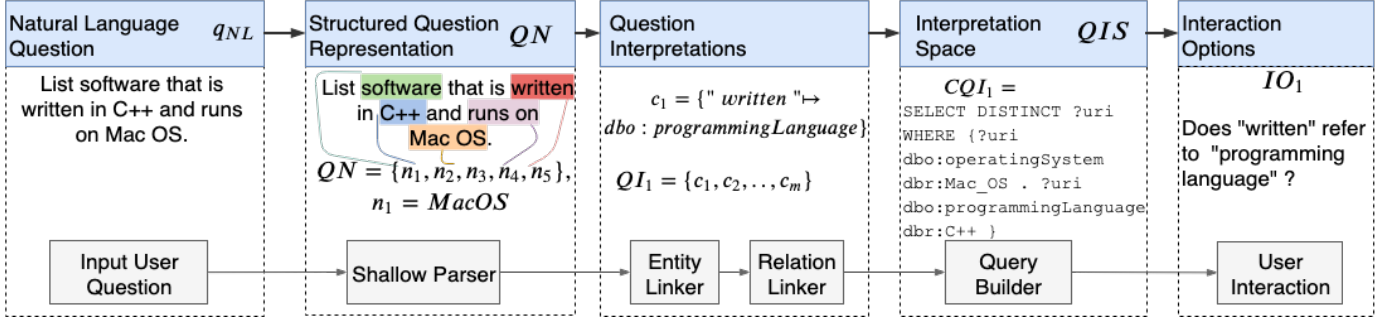 Natural Language
Question q_NL
List software that is
written in C++ and runs
on Mac OS.
Input User
Question
Structured Question
Representation QN
List software that is written
in C++ and runs on
Mac OS.
QN = {n₁, n₂, n₃, n₄, n₅},
n₁ = MacOS
Shallow Parser
Question
Interpretations
c₁ = {" written "↦
dbo : programmingLanguage}
QI₁ = {c₁, c₂, . ., cₘ}
Entity
Linker
Relation
Linker
Interpretation
Space QIS
CQI₁ =
SELECT DISTINCT ?uri
WHERE {?uri
dbo:operatingSystem
dbr:Mac_OS . ?uri
dbo:programmingLanguage
dbr:C++ }
Query
Builder
Interaction
Options
IO₁
Does "written" refer
to "programming
language" ?
User
Interaction